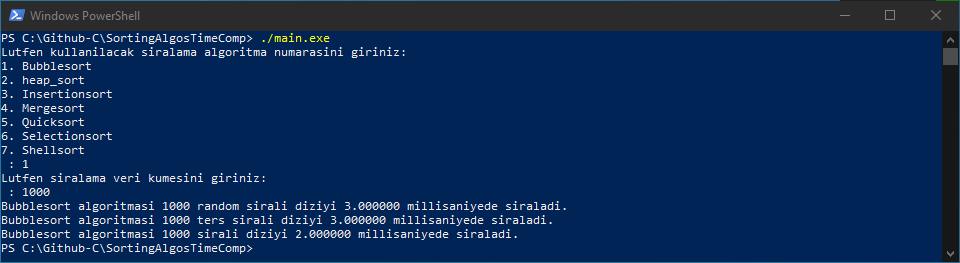 Windows PowerShell
PS C:\Github-C\SortingAlgosTimeComp> ./main.exe
Lutfen kullanilacak siralama algoritma numarasini giriniz:
1. Bubblesort
2. heap_sort
3. Insertionsort
4. Mergesort
5. Quicksort
6. Selectionsort
7. Shellsort
 : 1
Lutfen siralama veri kumesini giriniz:
 : 1000
Bubblesort algoritmasi 1000 random sirali diziyi 3.000000 millisaniyede siraladi.
Bubblesort algoritmasi 1000 ters sirali diziyi 3.000000 millisaniyede siraladi.
Bubblesort algoritmasi 1000 sirali diziyi 2.000000 millisaniyede siraladi.
PS C:\Github-C\SortingAlgosTimeComp>